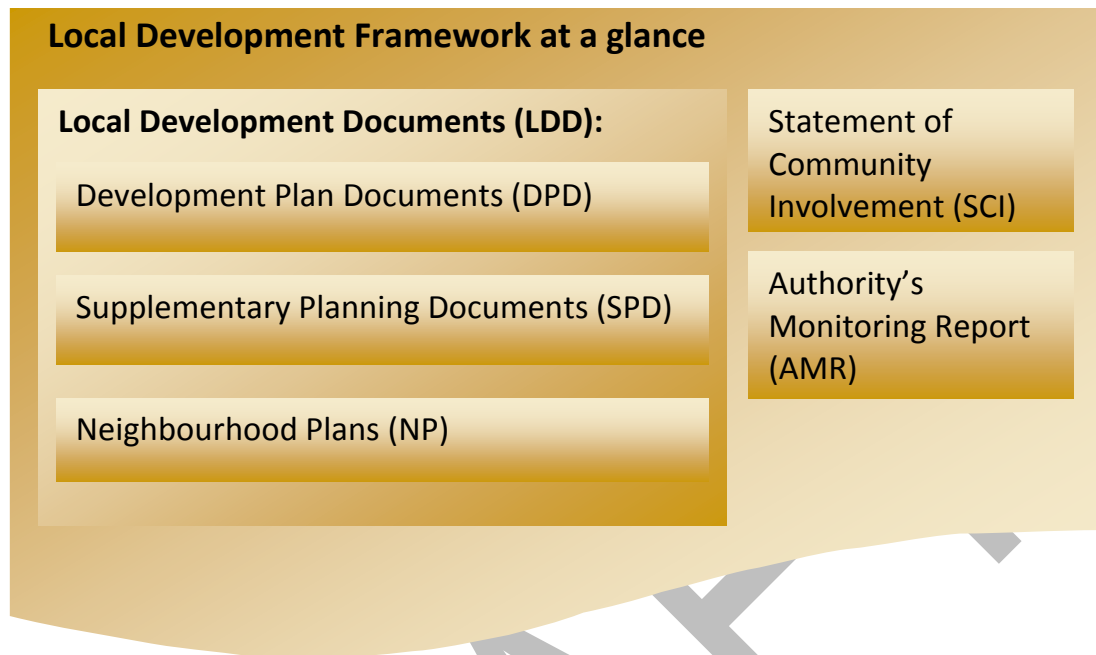 Local Development Framework at a glance
Local Development Documents (LDD):
Development Plan Documents (DPD)
Supplementary Planning Documents (SPD)
Neighbourhood Plans (NP)
Statement of
Community
Involvement (SCI)
Authority’s
Monitoring Report
(AMR)